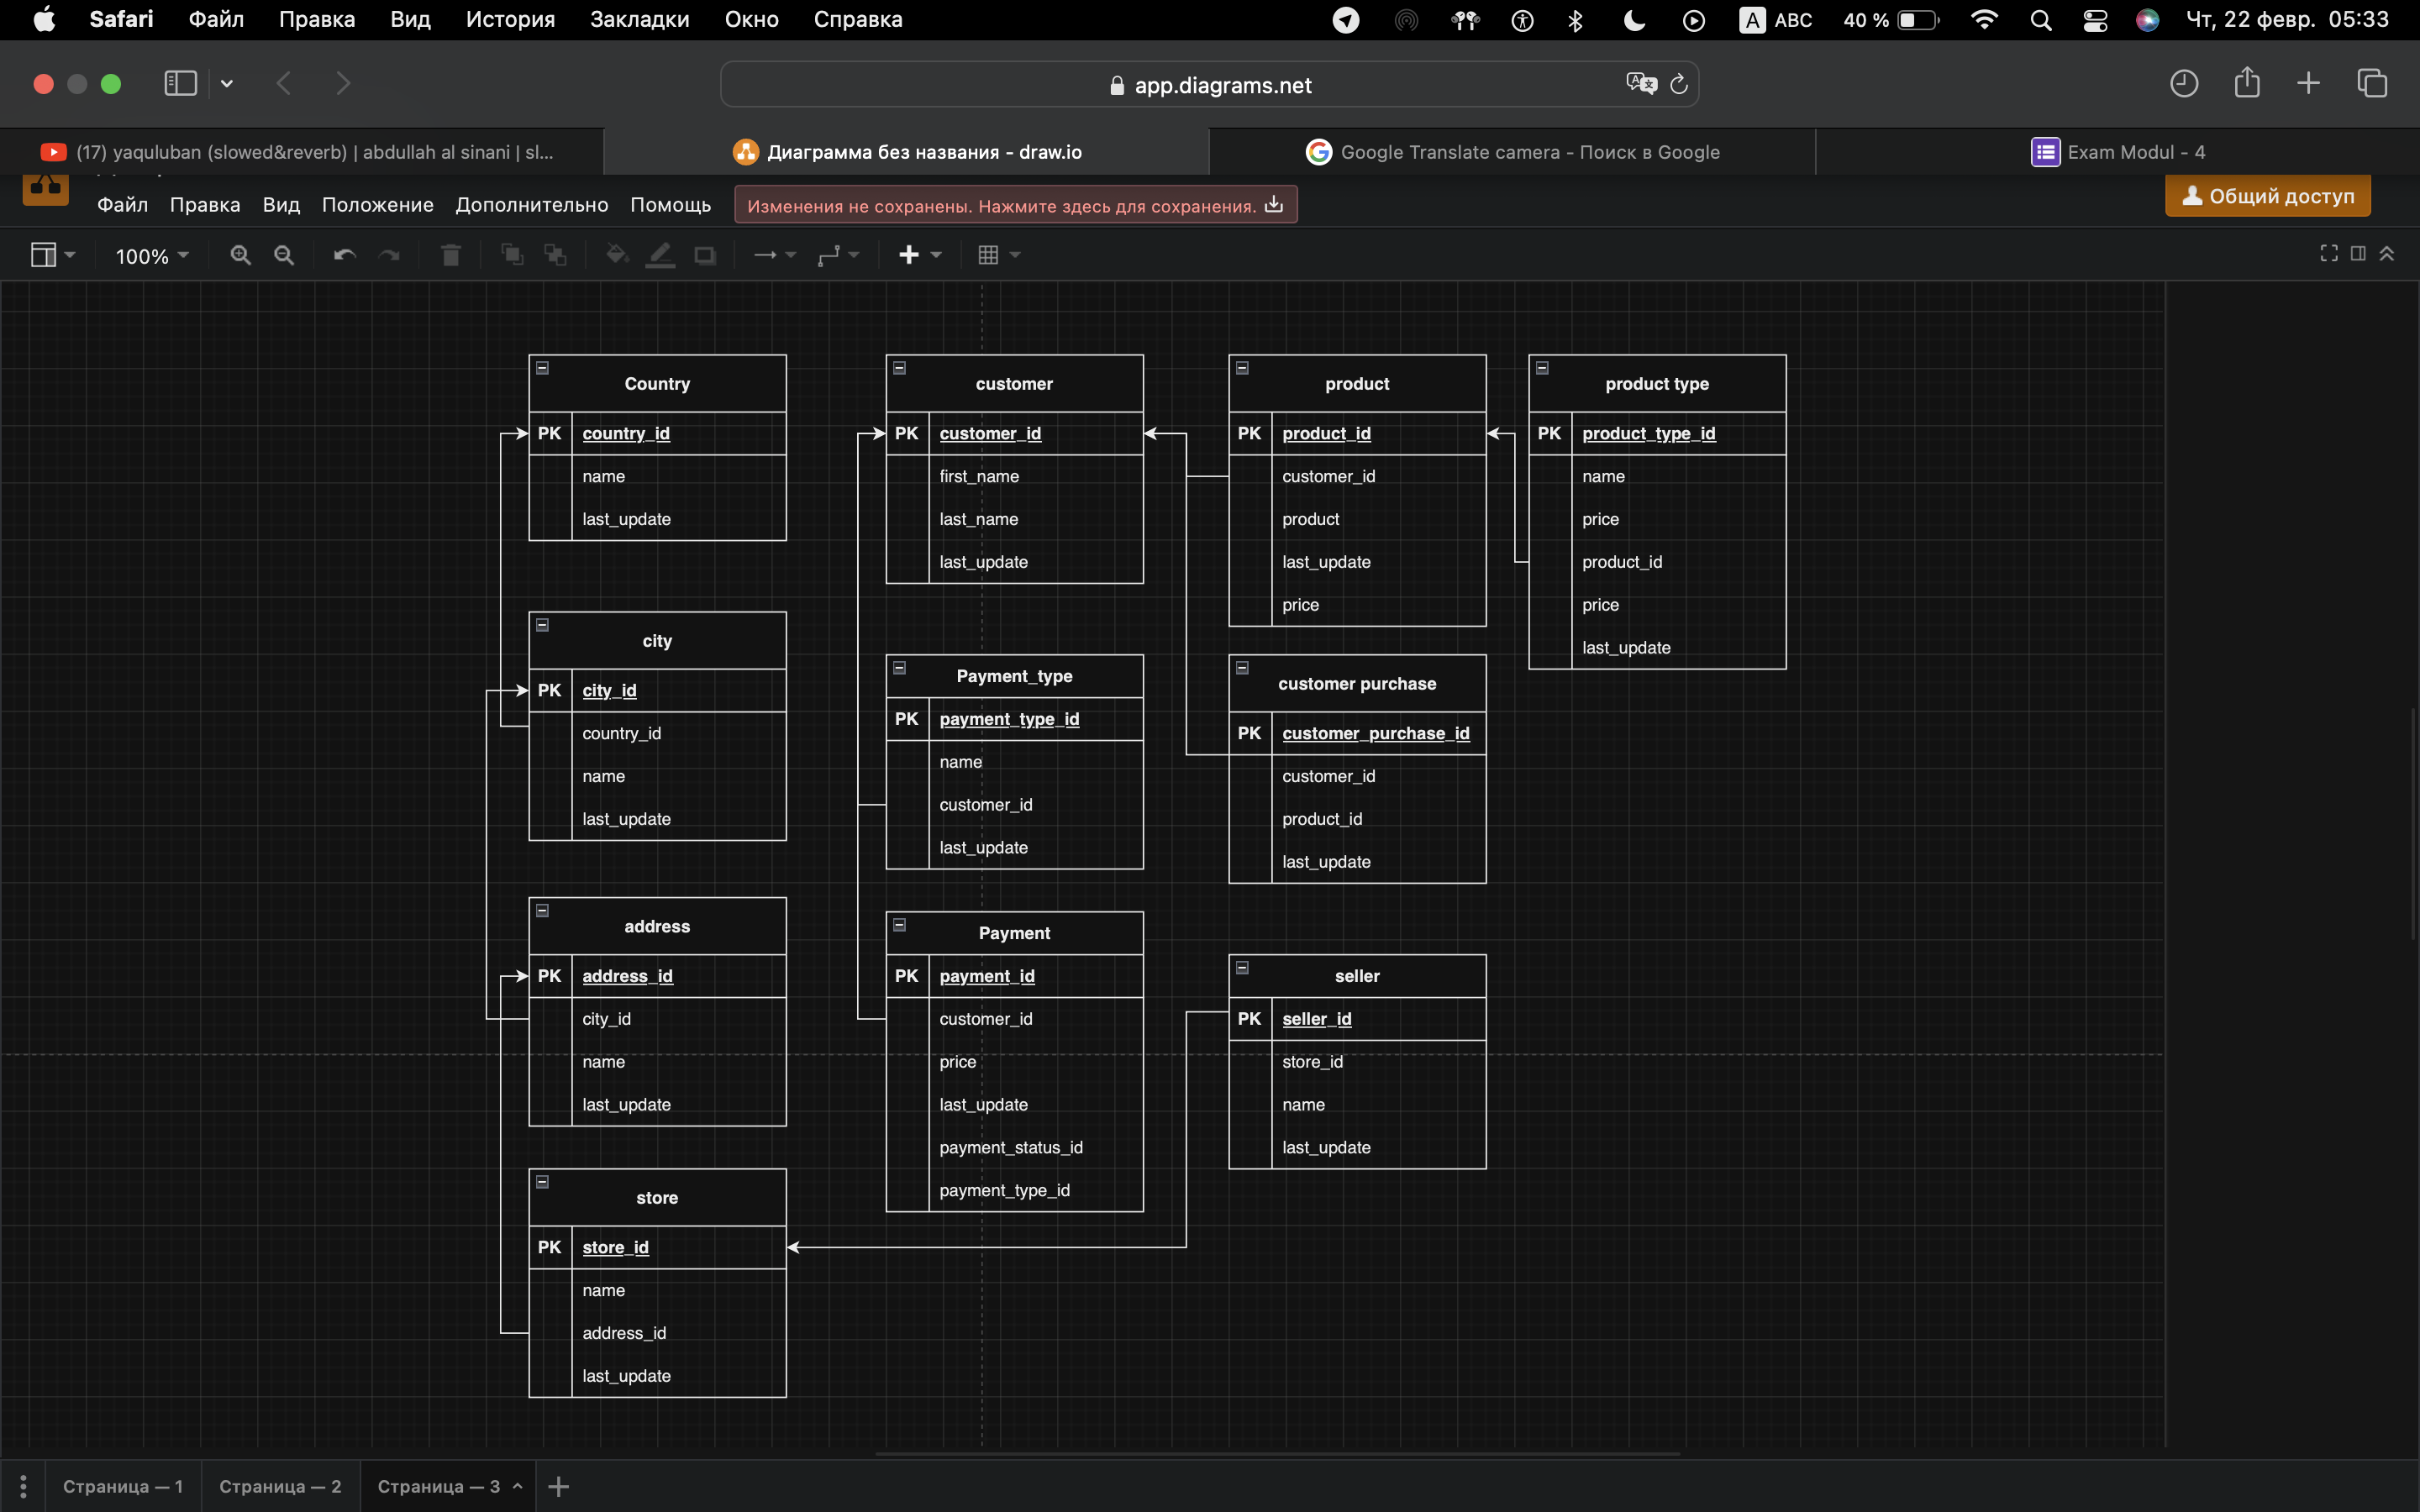 Safari Файл Правка Вид История Закладки Окно Справка A ABC 40 % Чт, 22 февр. 05:33
app.diagrams.net
(17) yaquluban (slowed&reverb) | abdullah al sinani | sl...
Диаграмма без названия - draw.io
Google Translate camera - Поиск в Google
Exam Modul - 4
Файл Правка Вид Положение Дополнительно Помощь
Изменения не сохранены. Нажмите здесь для сохранения.
Общий доступ
100%
Country
PK country_id
name
last_update
city
PK city_id
country_id
name
last_update
address
PK address_id
city_id
name
last_update
store
PK store_id
name
address_id
last_update
customer
PK customer_id
first_name
last_name
last_update
Payment_type
PK payment_type_id
name
customer_id
last_update
Payment
PK payment_id
customer_id
price
last_update
payment_status_id
payment_type_id
product
PK product_id
customer_id
product
last_update
price
customer purchase
PK customer_purchase_id
customer_id
product_id
last_update
seller
PK seller_id
store_id
name
last_update
product type
PK product_type_id
name
price
product_id
price
last_update
Страница — 1
Страница — 2
Страница — 3